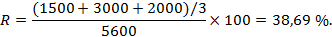 R = (1500 + 3000 + 2000)/3 / 5600 × 100 = 38,69 %.